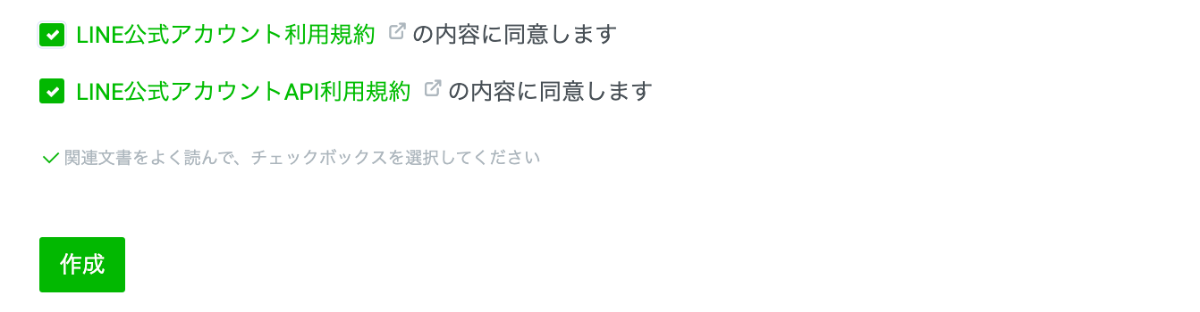 LINE公式アカウント利用規約 の内容に同意します
LINE公式アカウントAPI利用規約 の内容に同意します
関連文書をよく読んで、チェックボックスを選択してください
作成